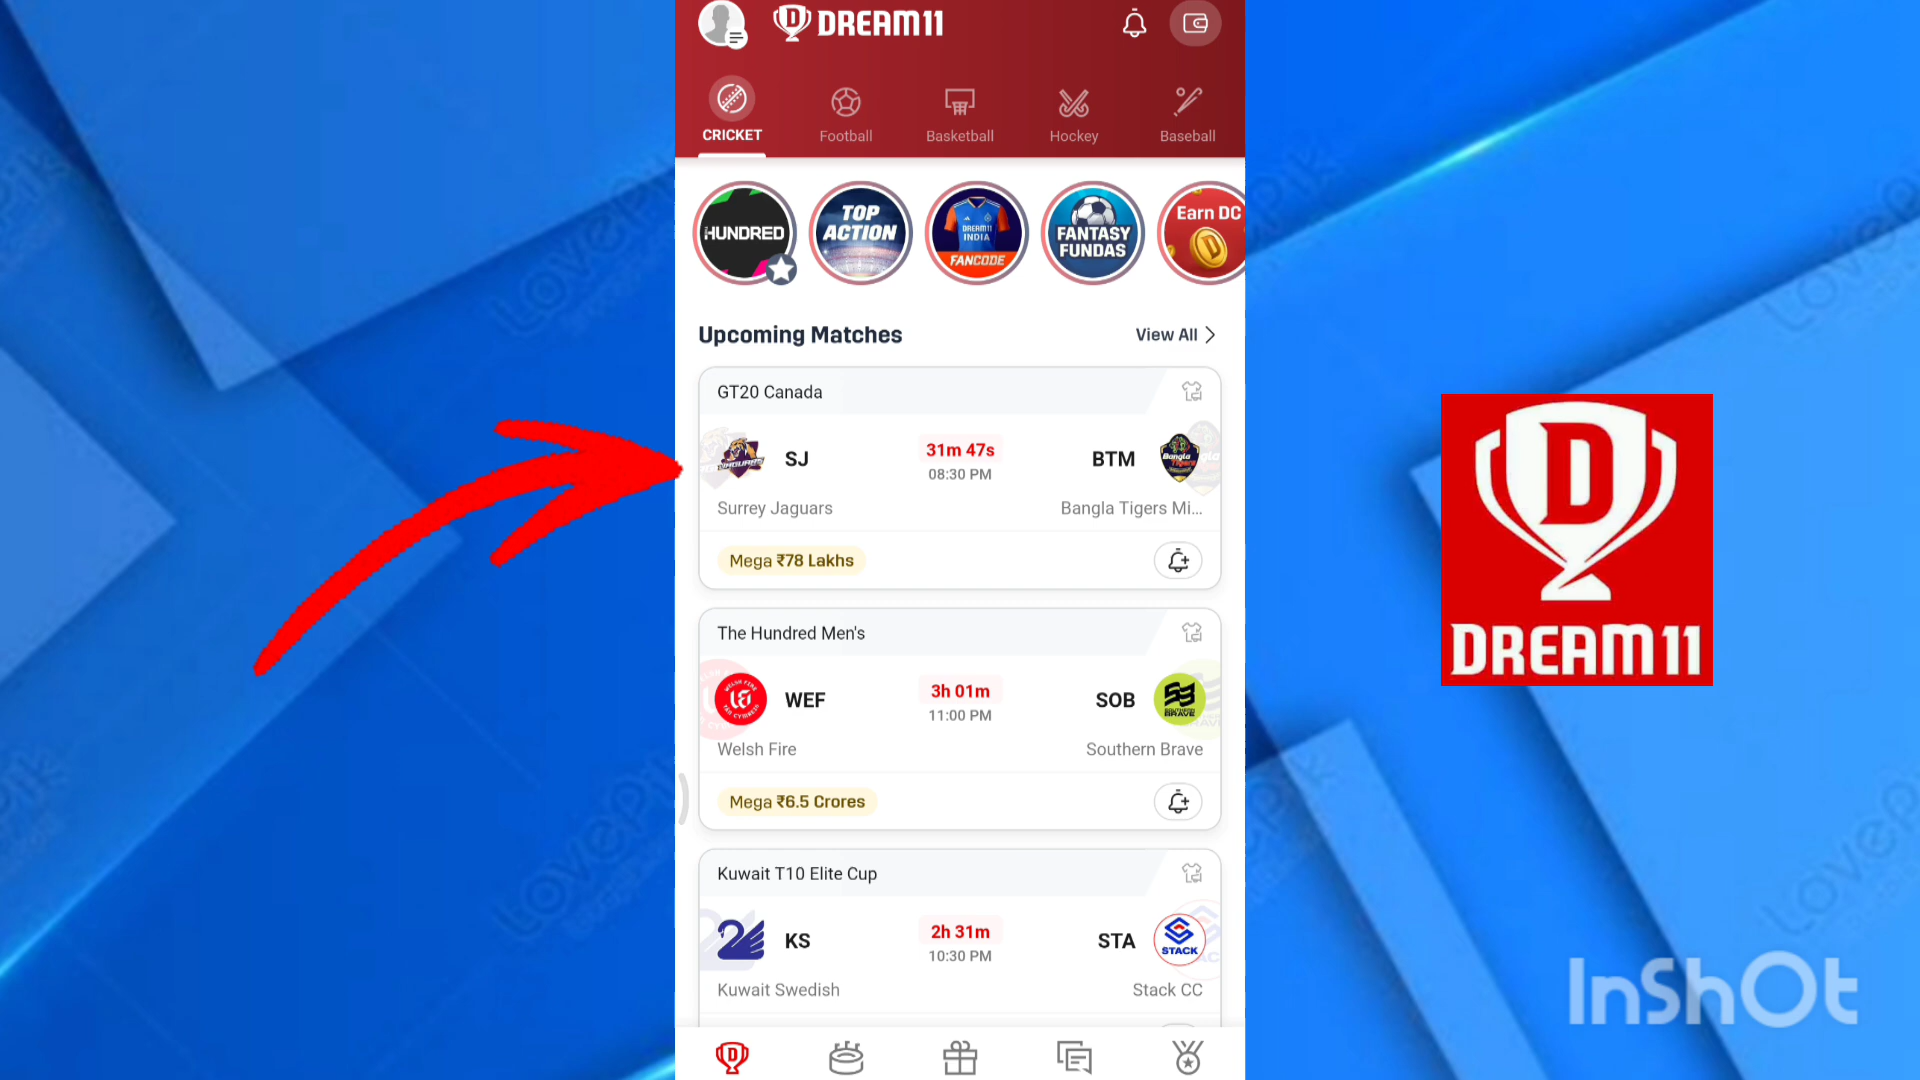 DREAM11
CRICKET
Football
Basketball
Hockey
Baseball
HUNDRED
TOP
ACTION
DREAM11
INDIA
FANCODE
FANTASY
FUNDAS
Earn DC
Upcoming Matches
View All
GT20 Canada
SJ
31m 47s
08:30 PM
BTM
Surrey Jaguars
Bangla Tigers Mi...
Mega ₹78 Lakhs
The Hundred Men's
WEF
3h 01m
11:00 PM
SOB
SOUTHERN
BRAVE
Welsh Fire
Southern Brave
Mega ₹6.5 Crores
Kuwait T10 Elite Cup
KS
2h 31m
10:30 PM
STA
STACK
Kuwait Swedish
Stack CC
D
DREAM11
InShOt